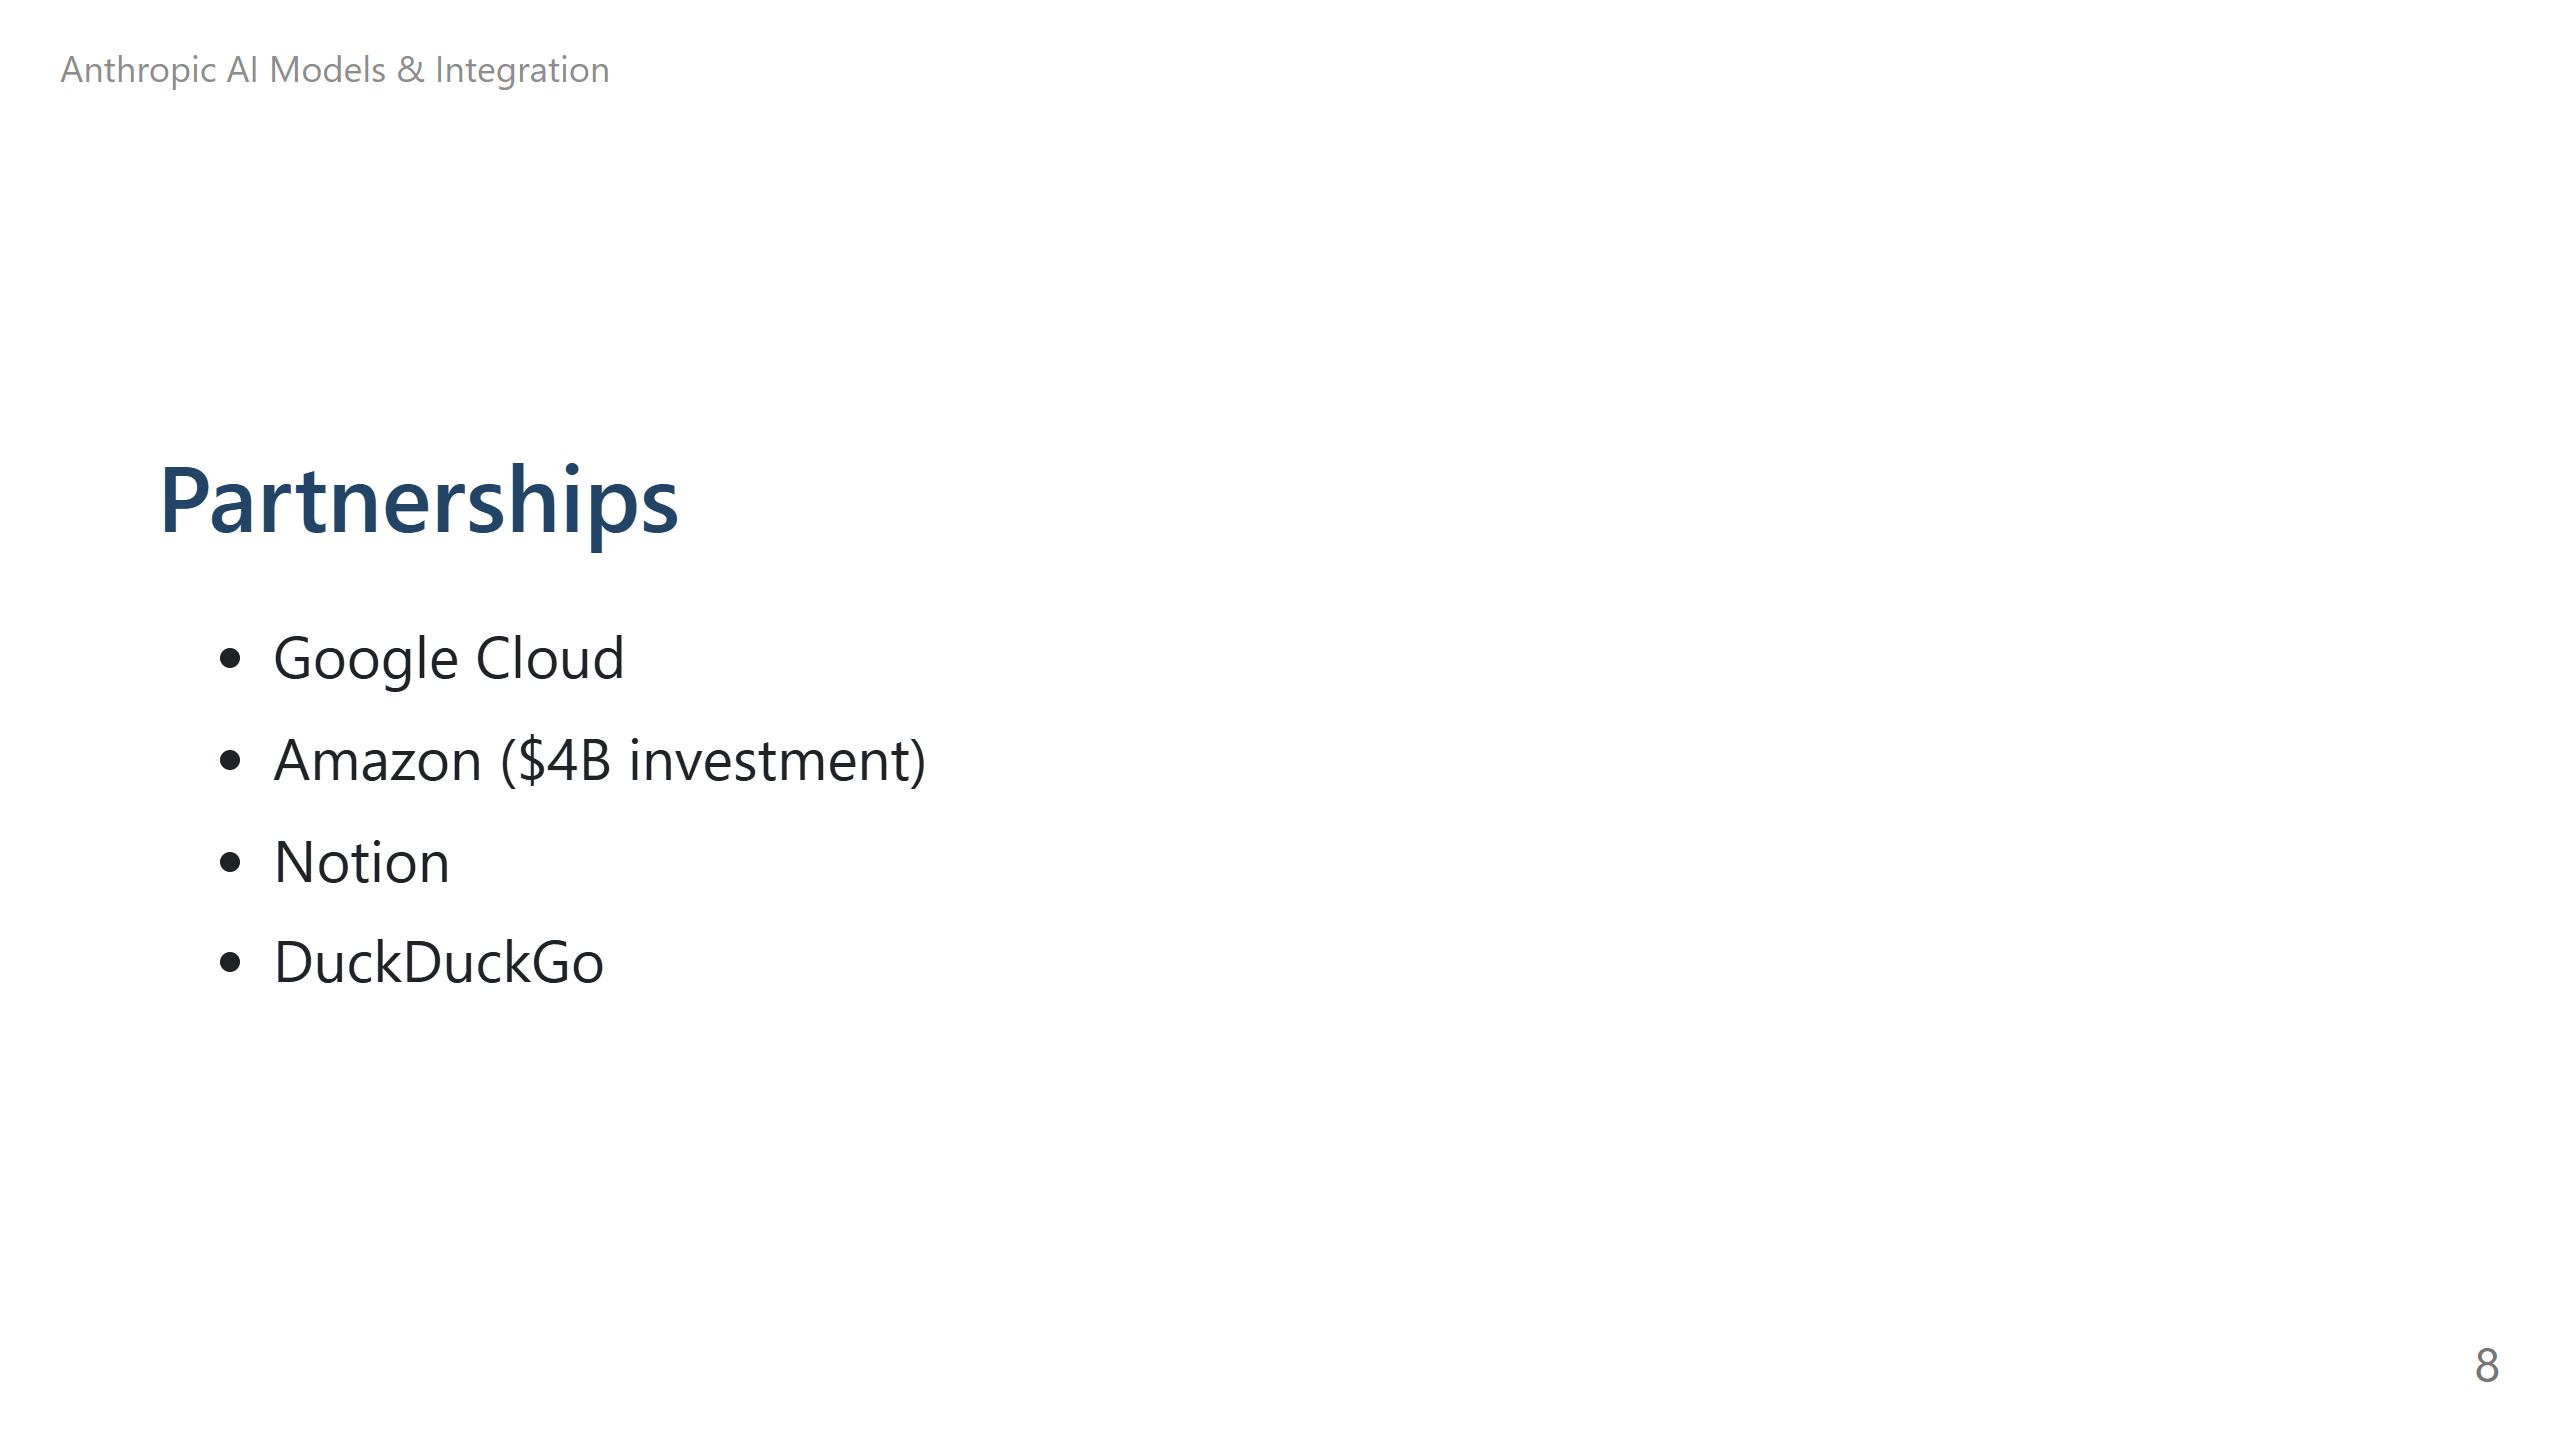 Anthropic AI Models & Integration
Partnerships
• Google Cloud
• Amazon ($4B investment)
• Notion
• DuckDuckGo
8